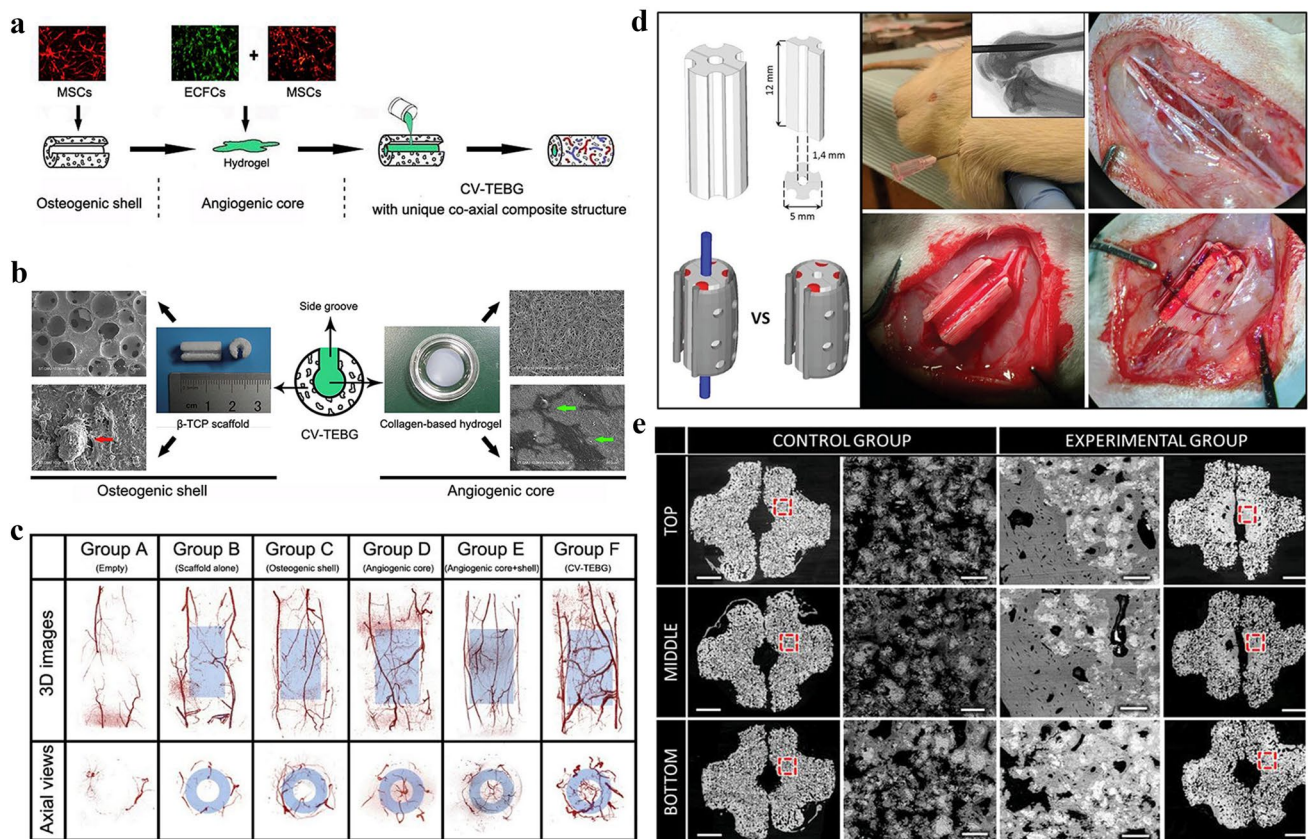 a
MSCs
ECFCs
+
MSCs
Hydrogel
Osteogenic shell
Angiogenic core
CV-TEBG
with unique co-axial composite structure
b
Side groove
β-TCP scaffold
cm 1 2 3
CV-TEBG
Collagen-based hydrogel
Osteogenic shell
Angiogenic core
c
Group A
(Empty)
Group B
(Scaffold alone)
Group C
(Osteogenic shell)
Group D
(Angiogenic core)
Group E
(Angiogenic core+shell)
Group F
(CV-TEBG)
3D images
Axial views
d
12 mm
1,4 mm
5 mm
VS
e
CONTROL GROUP
EXPERIMENTAL GROUP
TOP
MIDDLE
BOTTOM